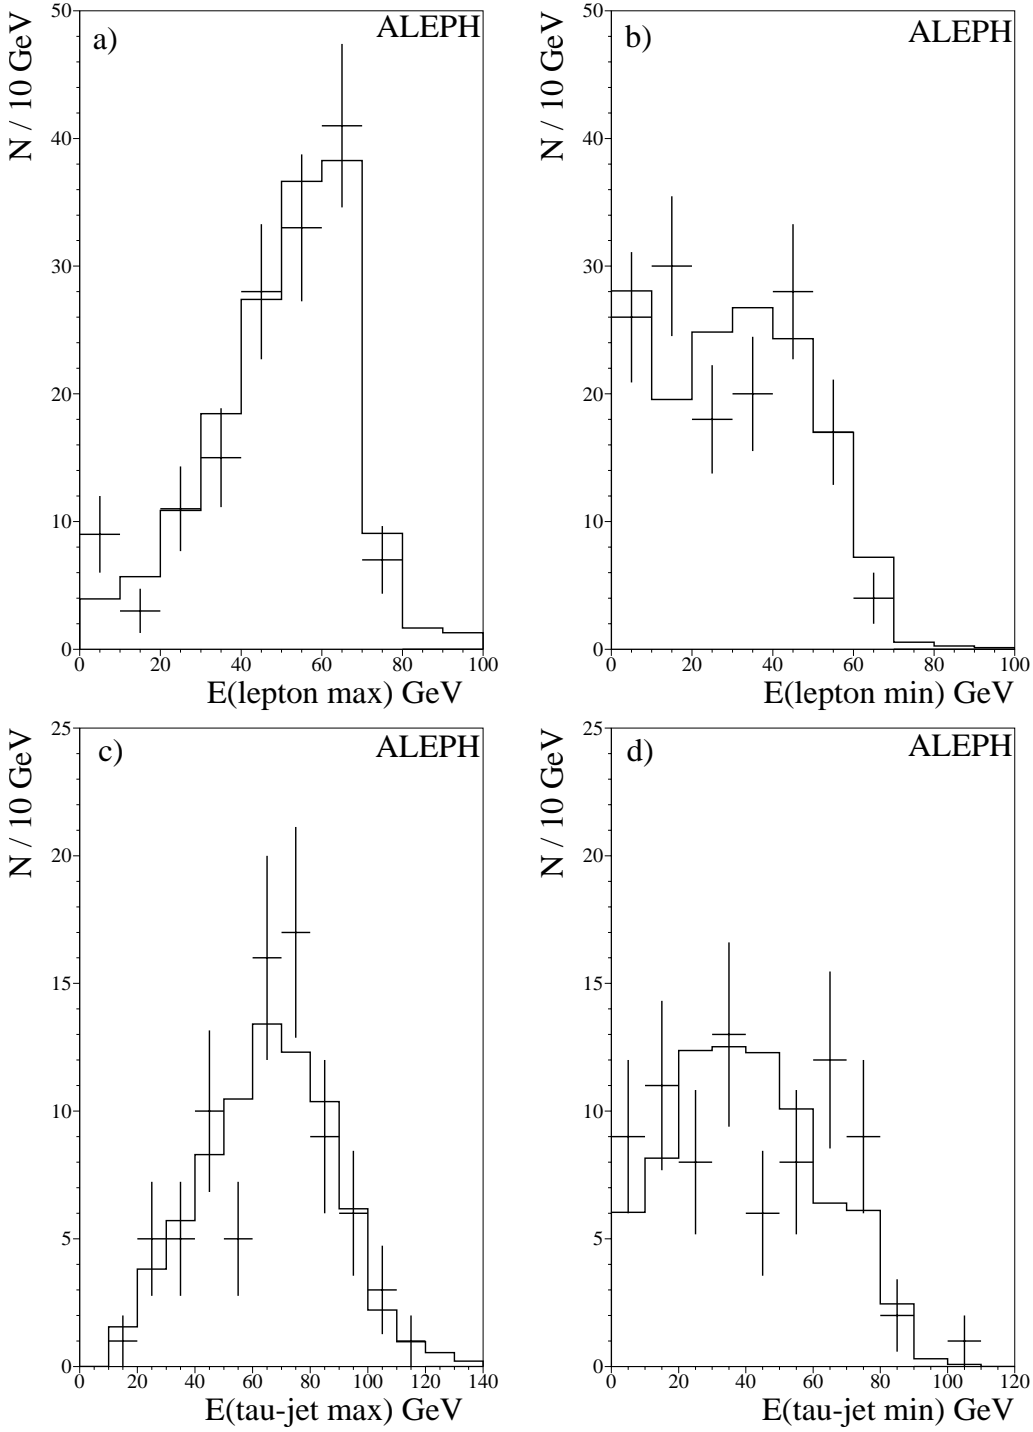 a)
ALEPH
N / 10 GeV
50
40
30
20
10
0
0 20 40 60 80 100
E(lepton max) GeV
b)
ALEPH
N / 10 GeV
50
40
30
20
10
0
0 20 40 60 80 100
E(lepton min) GeV
c)
ALEPH
N / 10 GeV
25
20
15
10
5
0
0 20 40 60 80 100 120 140
E(tau-jet max) GeV
d)
ALEPH
N / 10 GeV
25
20
15
10
5
0
0 20 40 60 80 100 120
E(tau-jet min) GeV